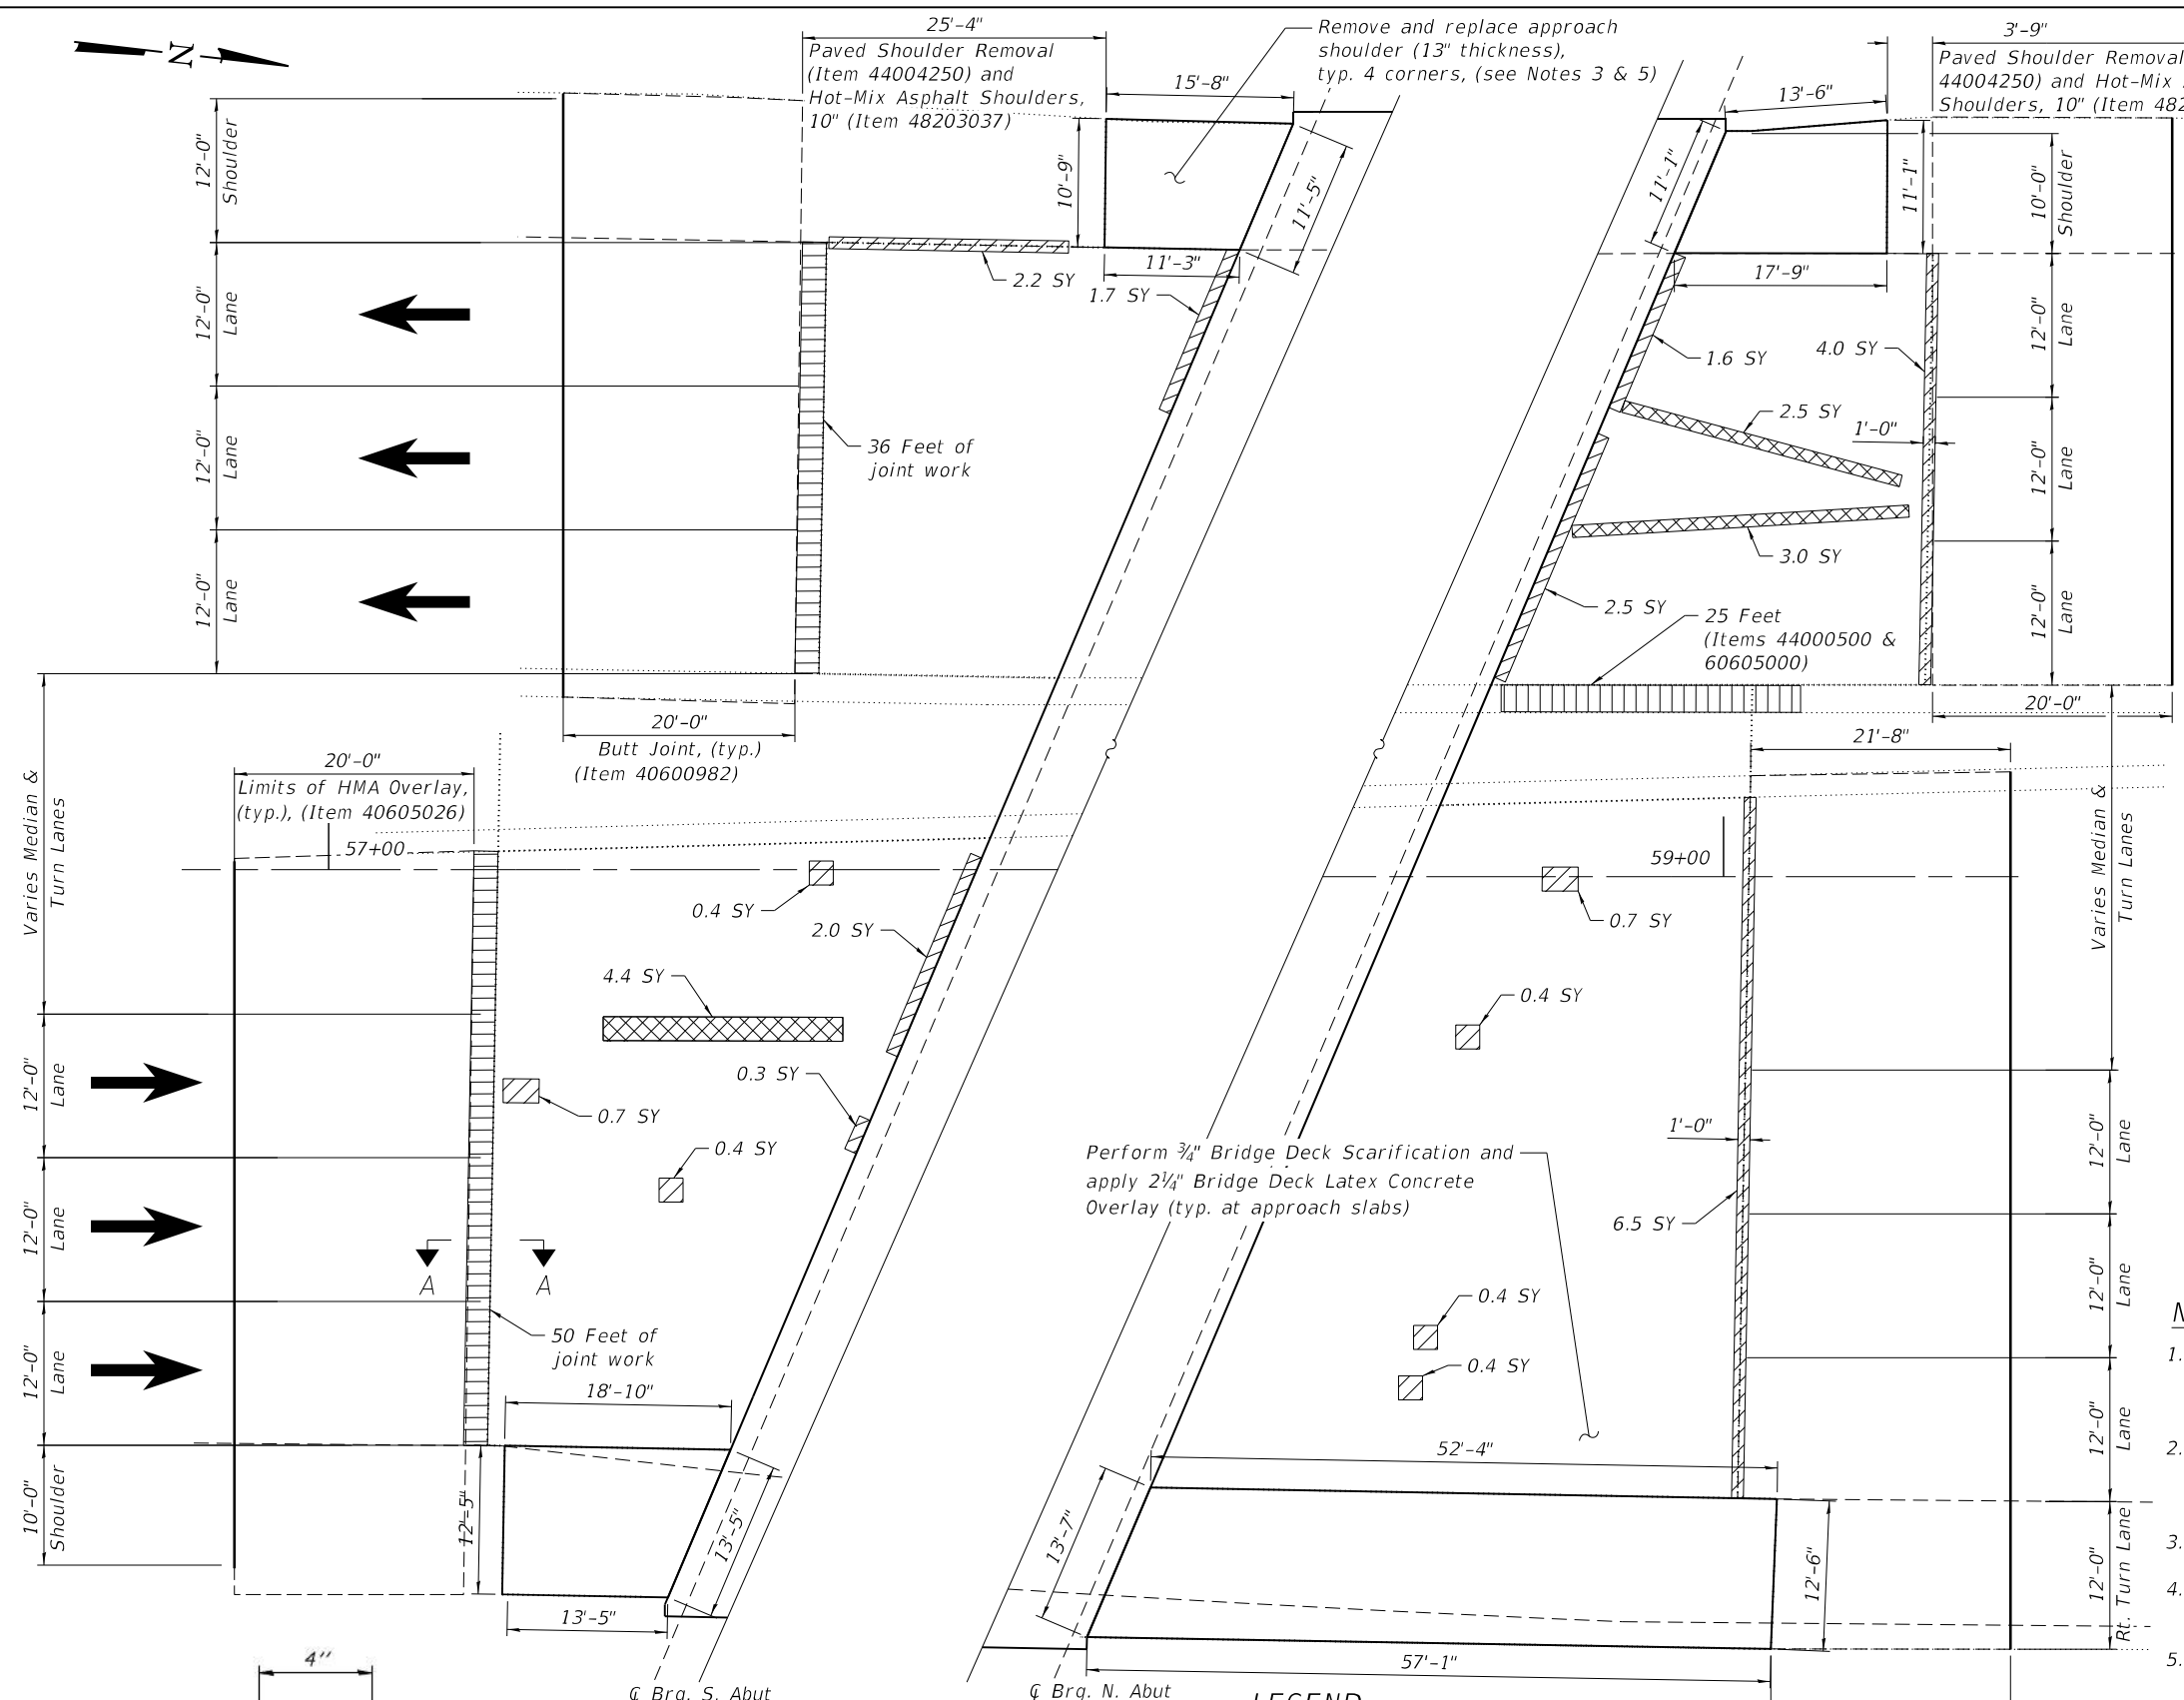 N
25'-4"
Paved Shoulder Removal
(Item 44004250) and
Hot-Mix Asphalt Shoulders,
10" (Item 48203037)
Remove and replace approach
shoulder (13" thickness),
typ. 4 corners, (see Notes 3 & 5)
3'-9"
Paved Shoulder Removal
44004250) and Hot-Mix
Shoulders, 10" (Item 482
15'-8"
13'-6"
12'-0"
Shoulder
10'-9"
11'-5"
11'-1"
11'-1"
10'-0"
Shoulder
11'-3"
17'-9"
2.2 SY
1.7 SY
12'-0"
Lane
12'-0"
Lane
1.6 SY
4.0 SY
2.5 SY
1'-0"
36 Feet of
joint work
12'-0"
Lane
12'-0"
Lane
3.0 SY
12'-0"
Lane
12'-0"
Lane
2.5 SY
25 Feet
(Items 44000500 &
60605000)
20'-0"
Butt Joint, (typ.)
(Item 40600982)
20'-0"
21'-8"
20'-0"
Limits of HMA Overlay,
(typ.), (Item 40605026)
Varies Median &
Turn Lanes
Varies Median &
Turn Lanes
57+00
59+00
0.4 SY
0.7 SY
2.0 SY
4.4 SY
0.4 SY
12'-0"
Lane
0.3 SY
0.7 SY
0.4 SY
1'-0"
12'-0"
Lane
Perform ¾" Bridge Deck Scarification and
apply 2¼" Bridge Deck Latex Concrete
Overlay (typ. at approach slabs)
12'-0"
Lane
6.5 SY
12'-0"
Lane
A
A
0.4 SY
N
50 Feet of
joint work
0.4 SY
1.
12'-0"
Lane
18'-10"
12'-0"
Lane
52'-4"
2.
10'-0"
Shoulder
12'-5"
13'-5"
13'-7"
12'-6"
12'-0"
Rt. Turn Lane
3.
4.
13'-5"
4"
57'-1"
5.
℄ Brg. S. Abut
℄ Brg. N. Abut
LEGEND